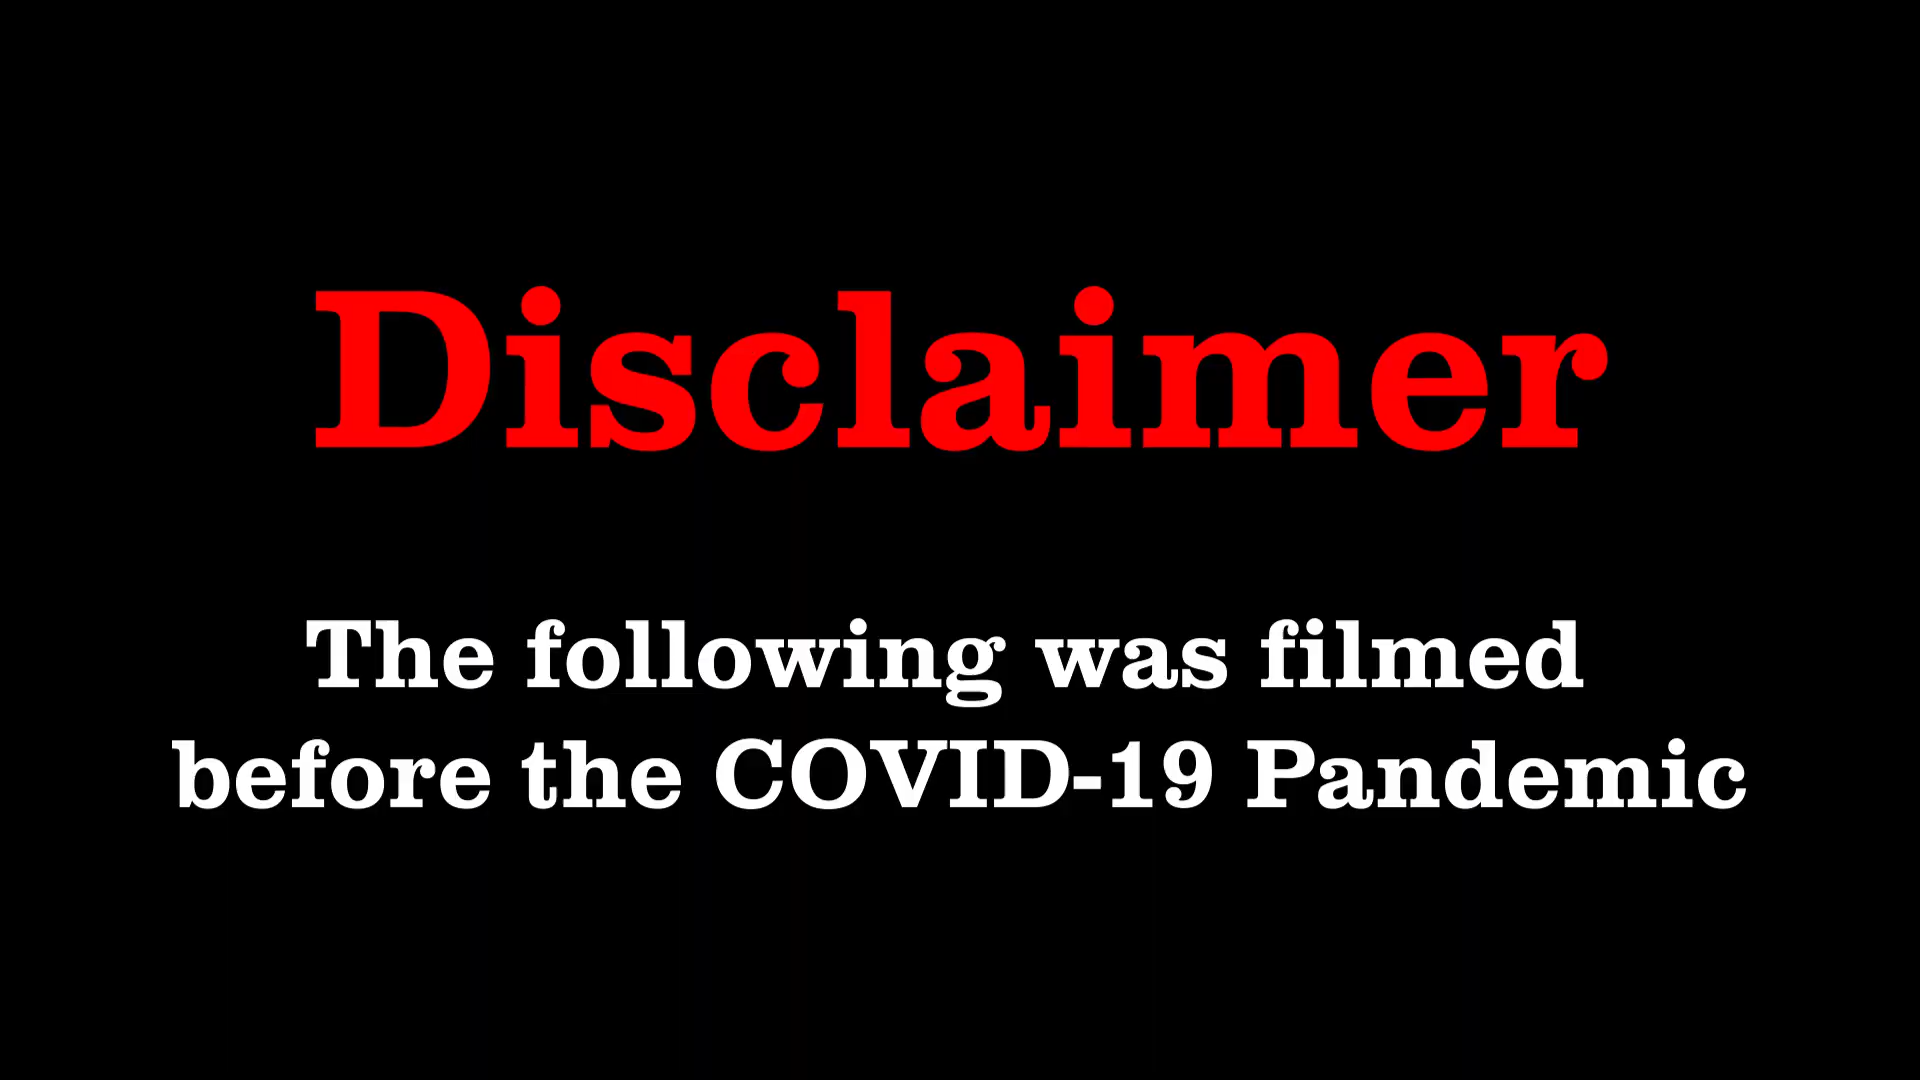 Disclaimer
The following was filmed
before the COVID-19 Pandemic